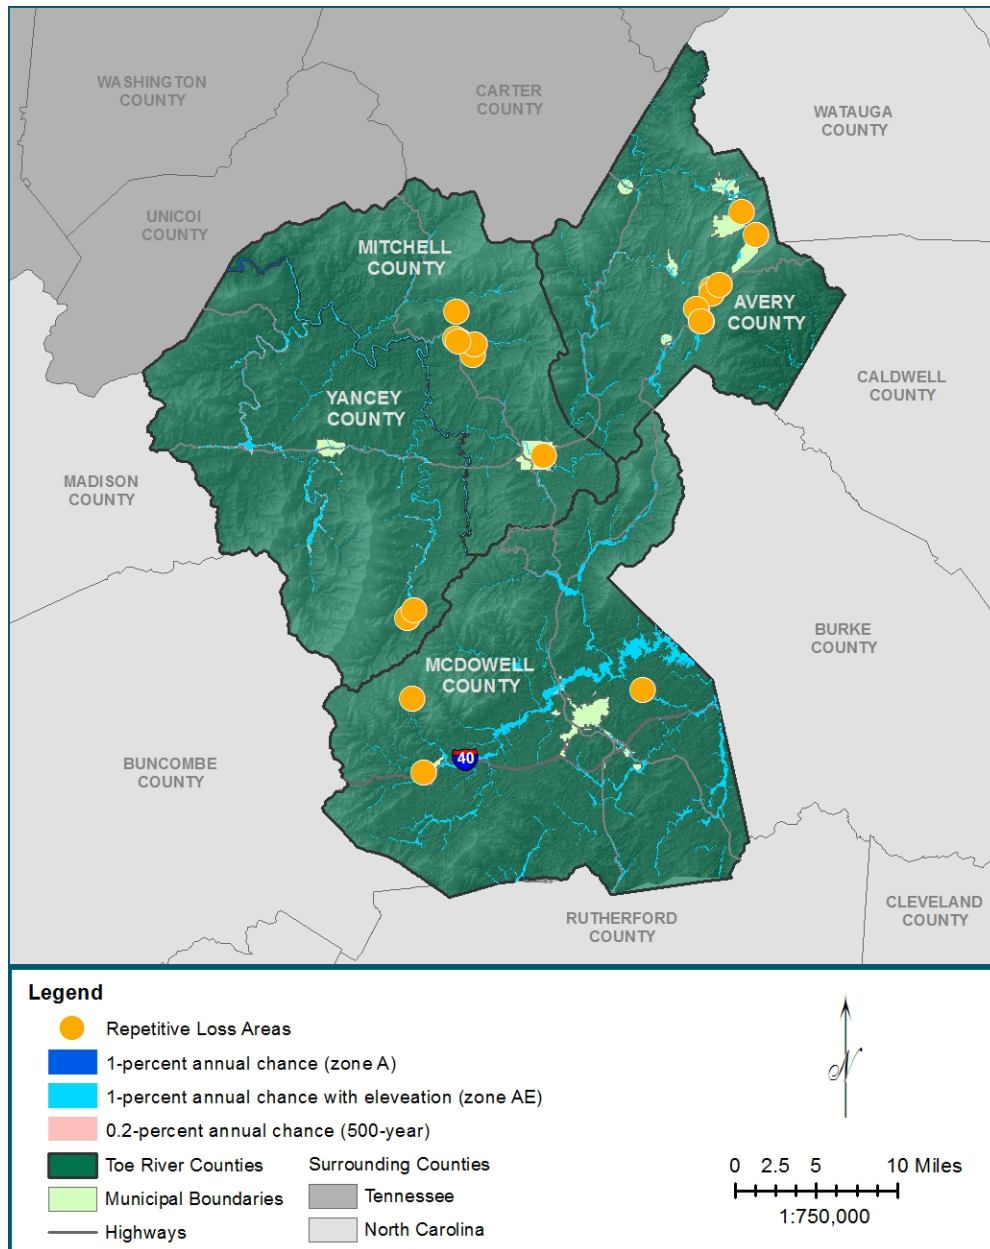 WASHINGTON
COUNTY
CARTER
COUNTY
WATAUGA
COUNTY
UNICOI
COUNTY
MITCHELL
COUNTY
AVERY
COUNTY
YANCEY
COUNTY
CALDWELL
COUNTY
MADISON
COUNTY
BURKE
COUNTY
MCDOWELL
COUNTY
BUNCOMBE
COUNTY
40
RUTHERFORD
COUNTY
CLEVELAND
COUNTY
Legend
Repetitive Loss Areas
1-percent annual chance (zone A)
1-percent annual chance with eleveation (zone AE)
0.2-percent annual chance (500-year)
Toe River Counties
Municipal Boundaries
Highways
Surrounding Counties
Tennessee
North Carolina
N
0 2.5 5 10 Miles
1:750,000